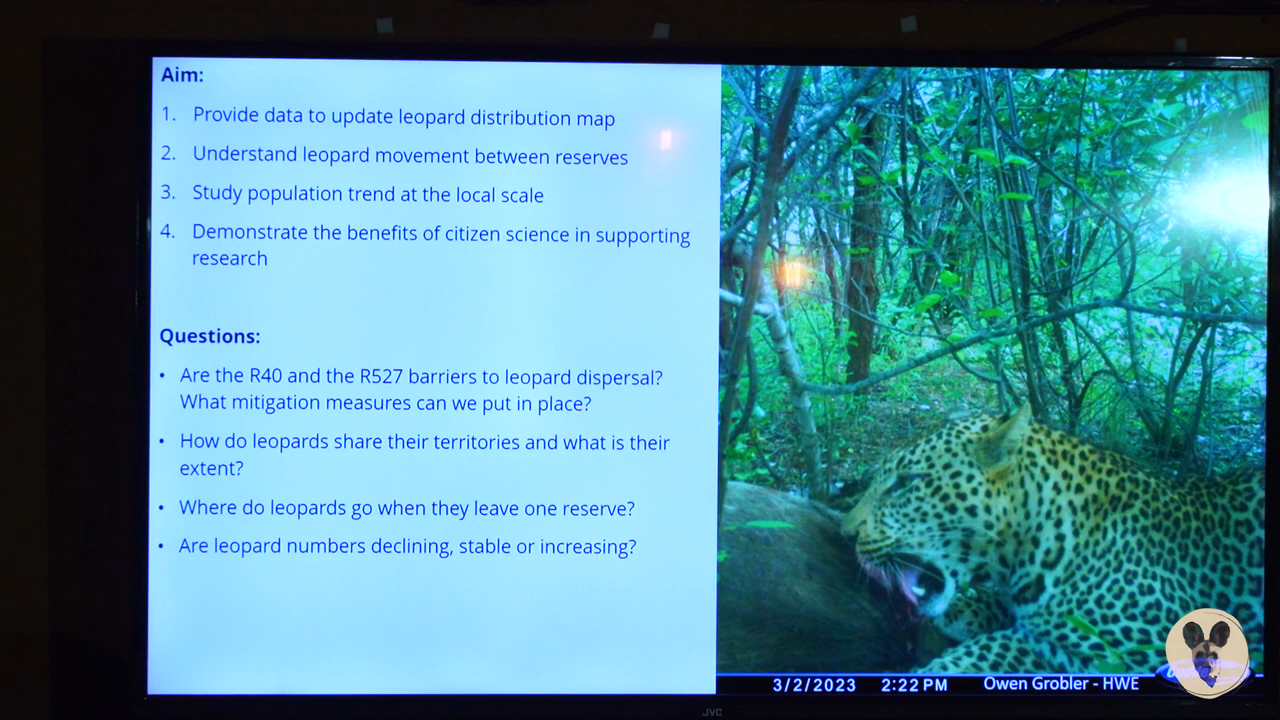 Aim:
1. Provide data to update leopard distribution map
2. Understand leopard movement between reserves
3. Study population trend at the local scale
4. Demonstrate the benefits of citizen science in supporting
research
Questions:
• Are the R40 and the R527 barriers to leopard dispersal?
What mitigation measures can we put in place?
• How do leopards share their territories and what is their
extent?
• Where do leopards go when they leave one reserve?
• Are leopard numbers declining, stable or increasing?
3/2/2023 2:22 PM Owen Grobler - HWE
JVC